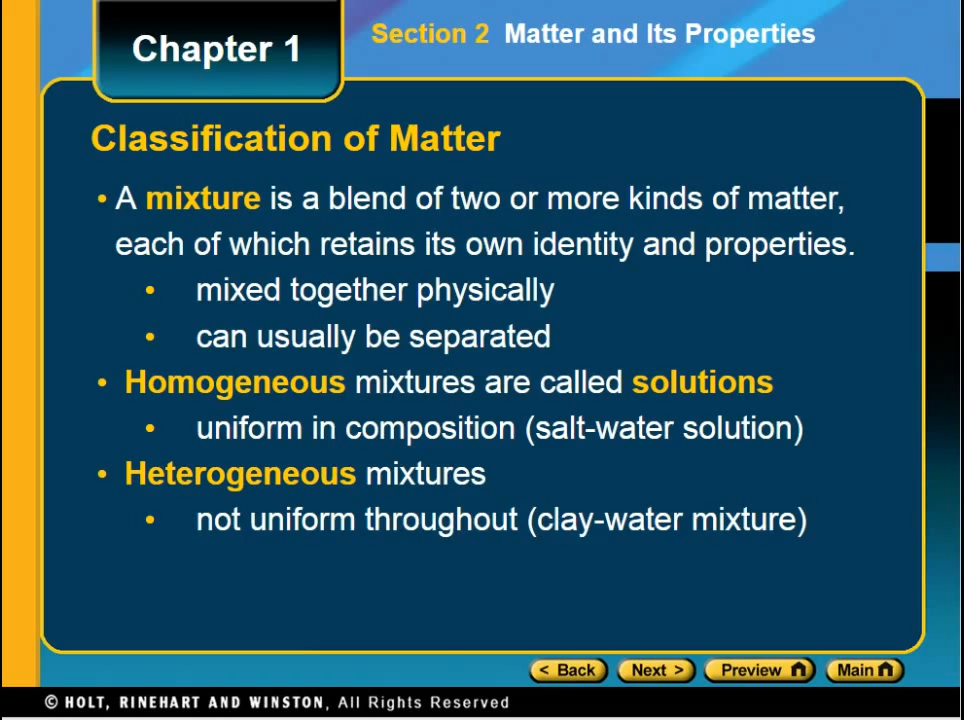 Chapter 1
Section 2 Matter and Its Properties
Classification of Matter
• A mixture is a blend of two or more kinds of matter,
each of which retains its own identity and properties.
• mixed together physically
• can usually be separated
• Homogeneous mixtures are called solutions
• uniform in composition (salt-water solution)
• Heterogeneous mixtures
• not uniform throughout (clay-water mixture)
< Back Next > Preview Main
© HOLT, RINEHART AND WINSTON, All Rights Reserved